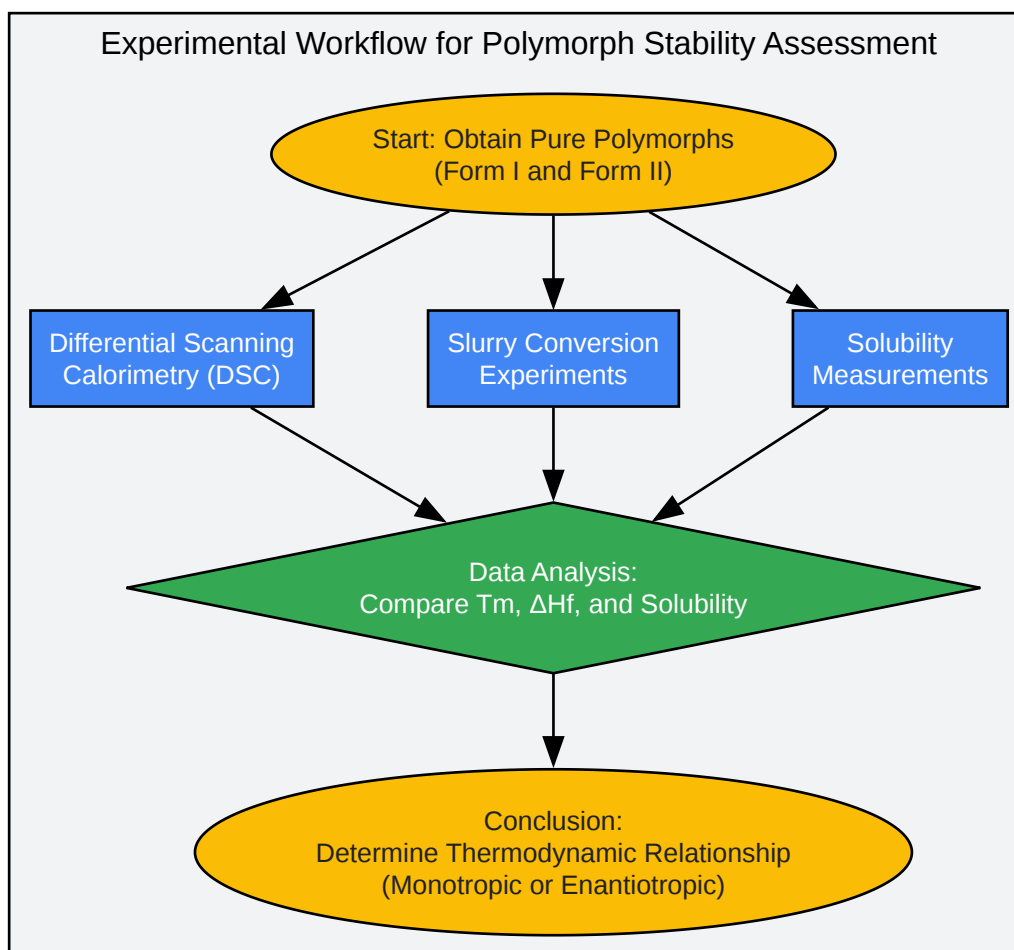 Experimental Workflow for Polymorph Stability Assessment
Start: Obtain Pure Polymorphs
(Form I and Form II)
Differential Scanning
Calorimetry (DSC)
Slurry Conversion
Experiments
Solubility
Measurements
Data Analysis:
Compare Tm, ΔHf, and Solubility
Conclusion:
Determine Thermodynamic Relationship
(Monotropic or Enantiotropic)